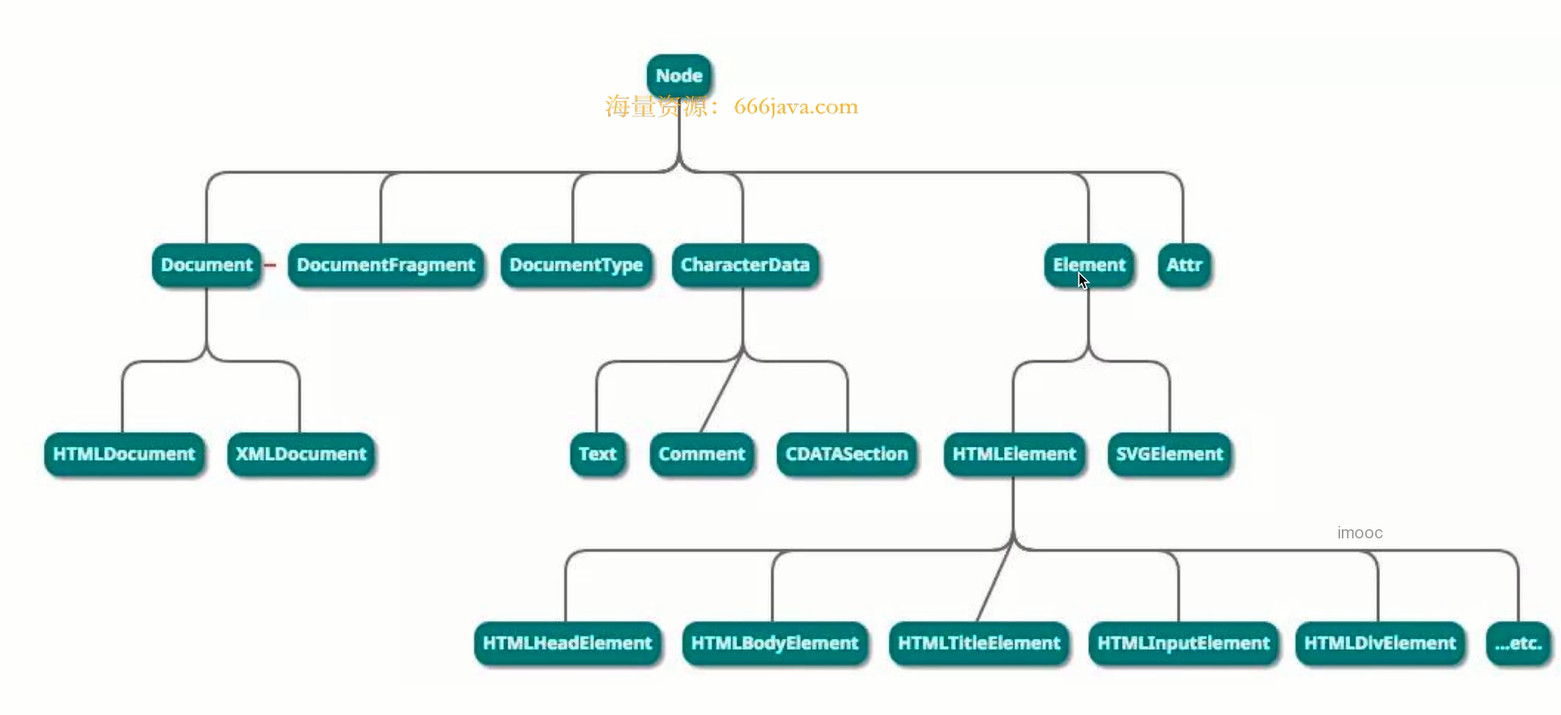 Node
海量资源：666java.com
Document
DocumentFragment
DocumentType
CharacterData
Element
Attr
HTMLDocument
XMLDocument
Text
Comment
CDATASection
HTMLElement
SVGElement
imooc
HTMLHeadElement
HTMLBodyElement
HTMLTitleElement
HTMLInputElement
HTMLDivElement
...etc.